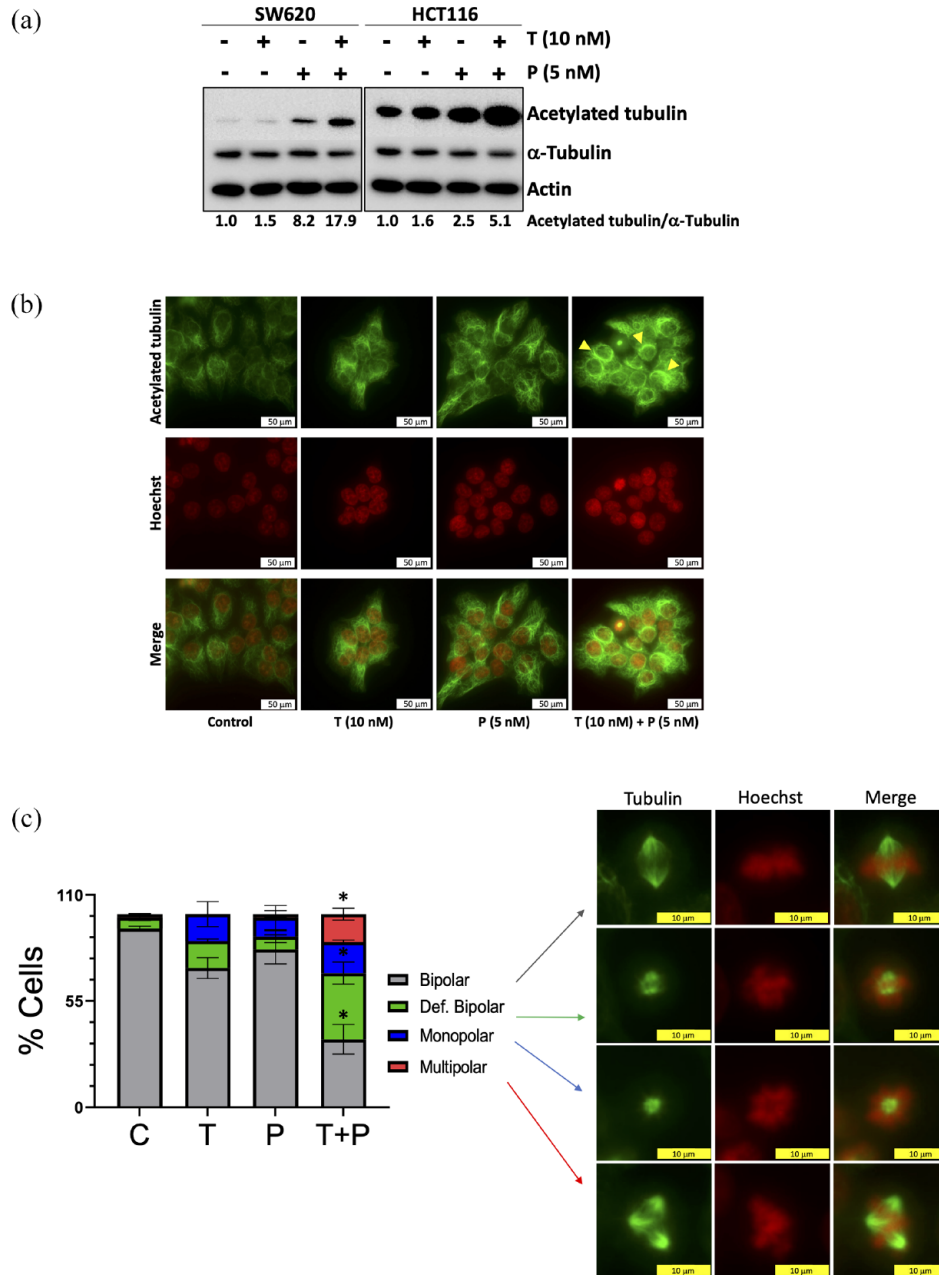 (a)
SW620 HCT116
- + - + - + - + T (10 nM)
- - + + - - + + P (5 nM)
Acetylated tubulin
α-Tubulin
Actin
1.0 1.5 8.2 17.9 1.0 1.6 2.5 5.1 Acetylated tubulin/α-Tubulin
(b)
Acetylated tubulin
50 µm 50 µm 50 µm 50 µm
Hoechst
50 µm 50 µm 50 µm 50 µm
Merge
50 µm 50 µm 50 µm 50 µm
Control T (10 nM) P (5 nM) T (10 nM) + P (5 nM)
(c)
Tubulin Hoechst Merge
10 µm 10 µm 10 µm
10 µm 10 µm 10 µm
10 µm 10 µm 10 µm
10 µm 10 µm 10 µm
% Cells
110
55
0
*
*
*
C T P T+P
Bipolar
Def. Bipolar
Monopolar
Multipolar